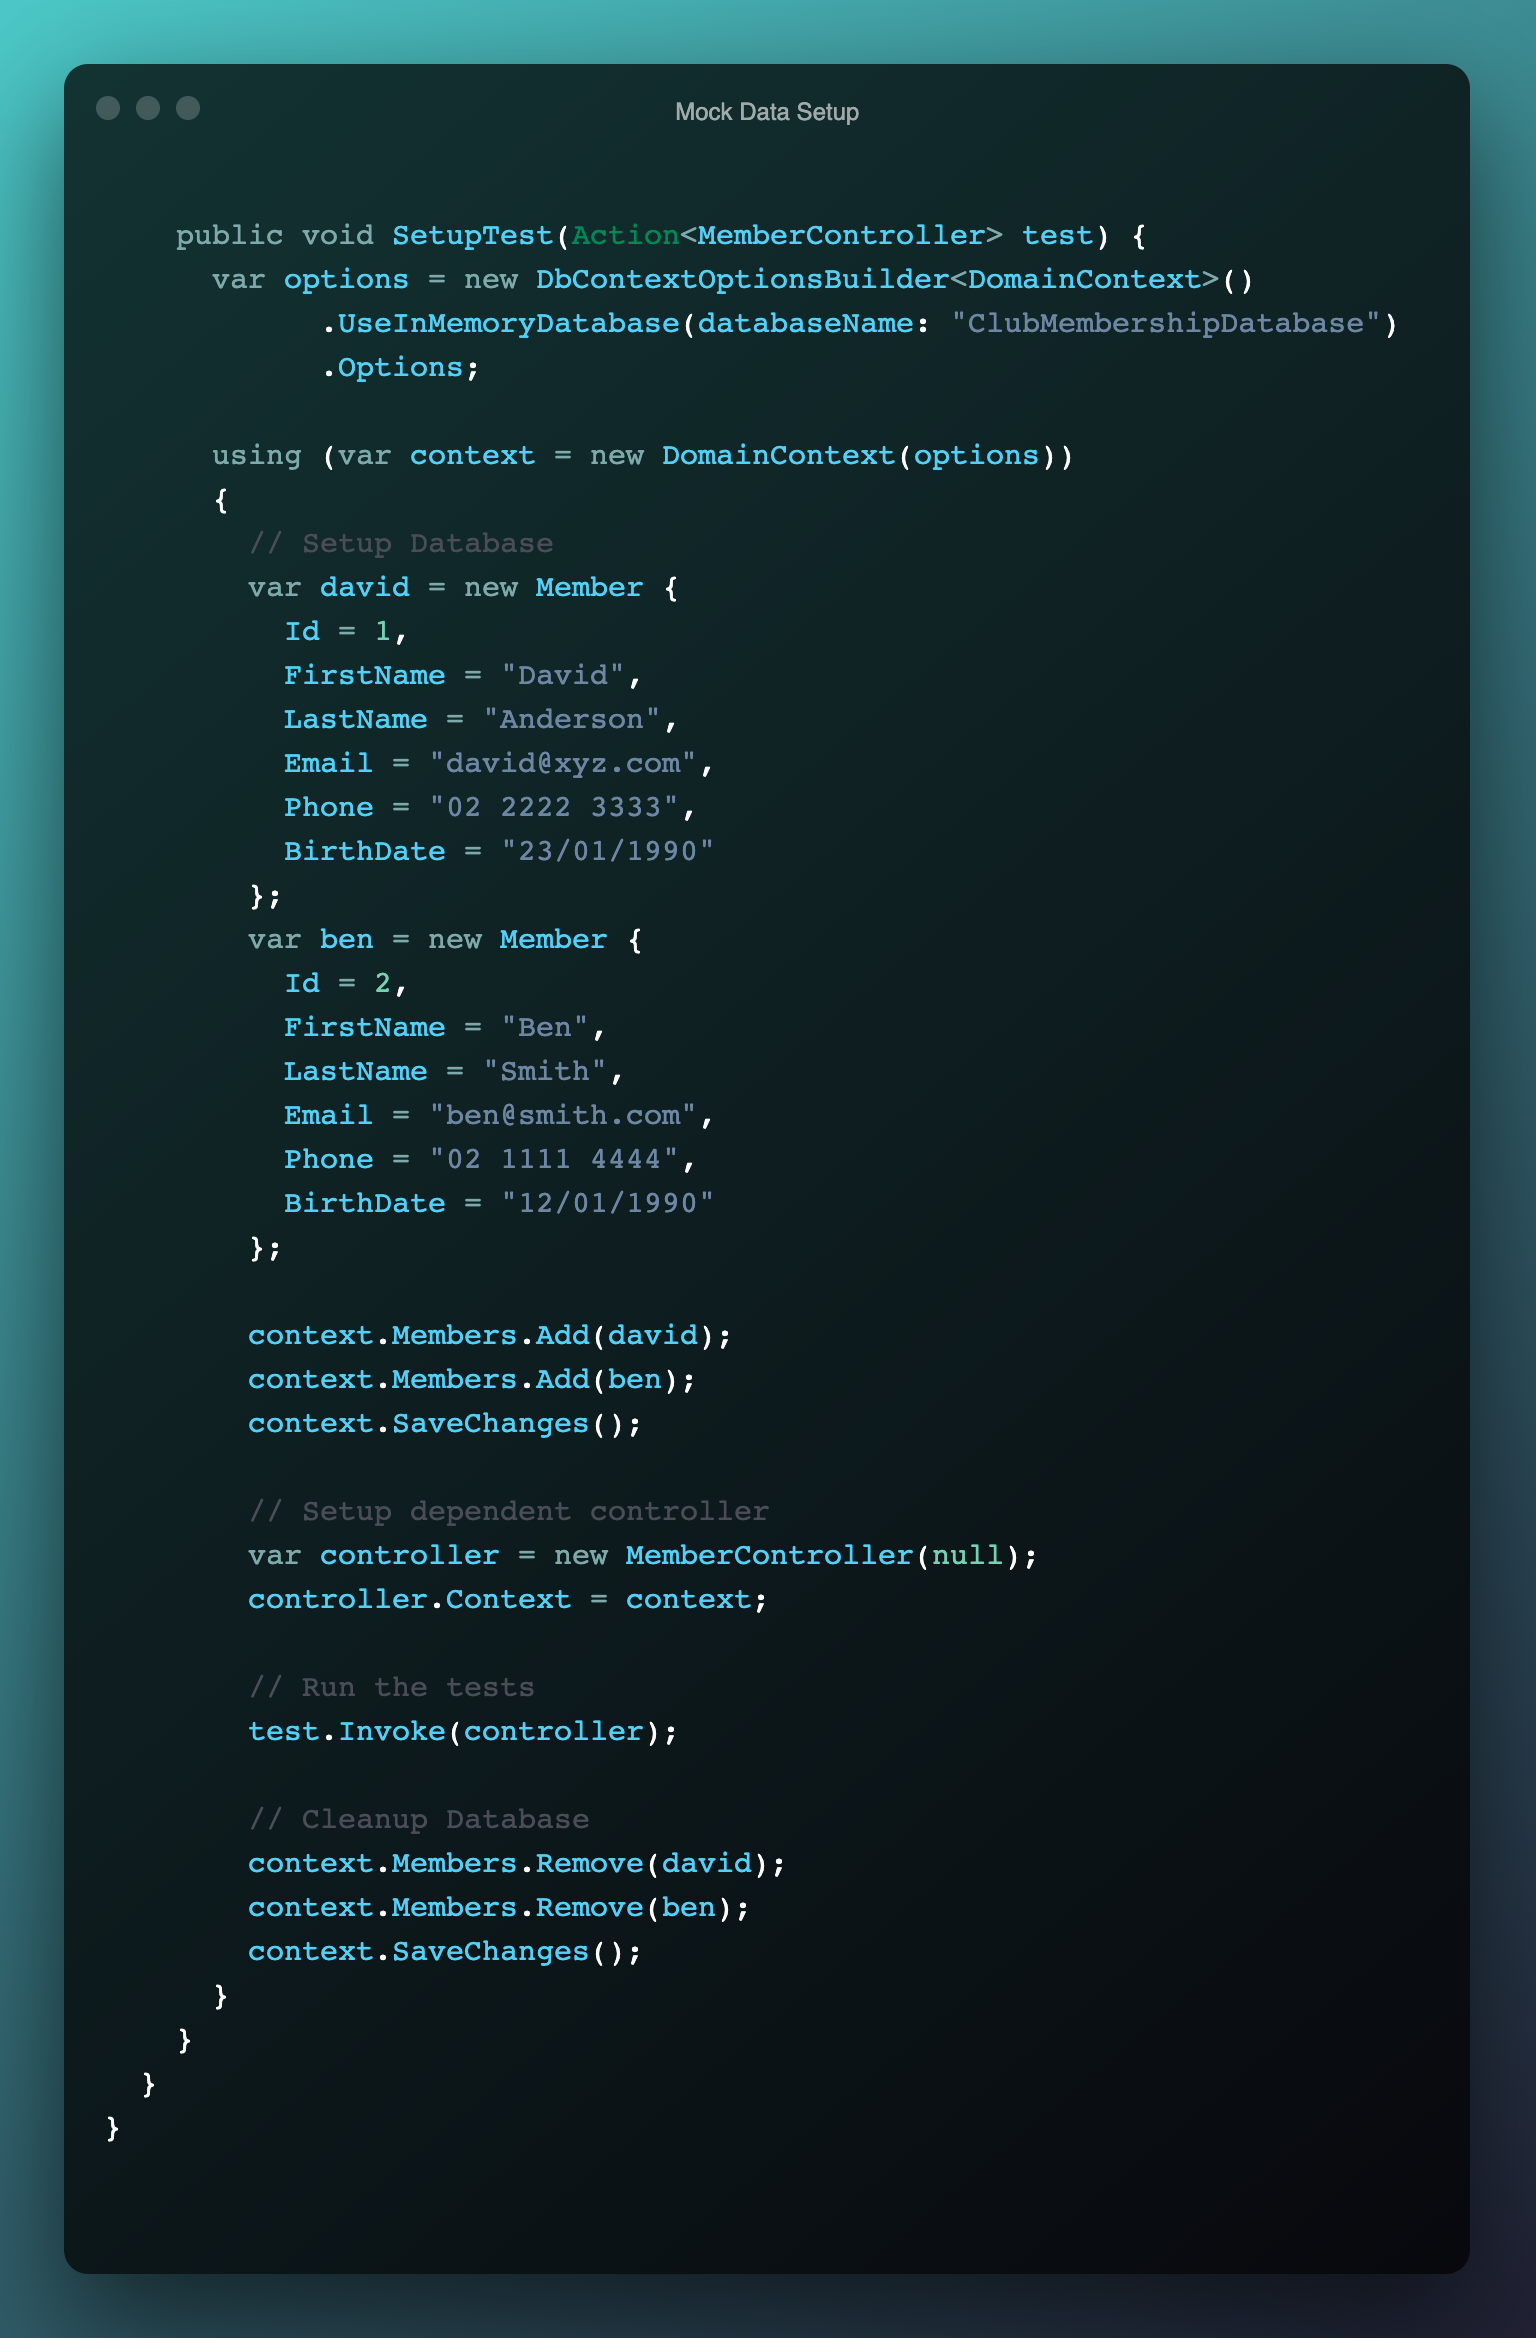 Mock Data Setup
public void SetupTest(Action<MemberController> test) {
var options = new DbContextOptionsBuilder<DomainContext>()
.UseInMemoryDatabase(databaseName: "ClubMembershipDatabase")
.Options;
using (var context = new DomainContext(options))
{
// Setup Database
var david = new Member {
Id = 1,
FirstName = "David",
LastName = "Anderson",
Email = "david@xyz.com",
Phone = "02 2222 3333",
BirthDate = "23/01/1990"
};
var ben = new Member {
Id = 2,
FirstName = "Ben",
LastName = "Smith",
Email = "ben@smith.com",
Phone = "02 1111 4444",
BirthDate = "12/01/1990"
};
context.Members.Add(david);
context.Members.Add(ben);
context.SaveChanges();
// Setup dependent controller
var controller = new MemberController(null);
controller.Context = context;
// Run the tests
test.Invoke(controller);
// Cleanup Database
context.Members.Remove(david);
context.Members.Remove(ben);
context.SaveChanges();
}
}
}
}